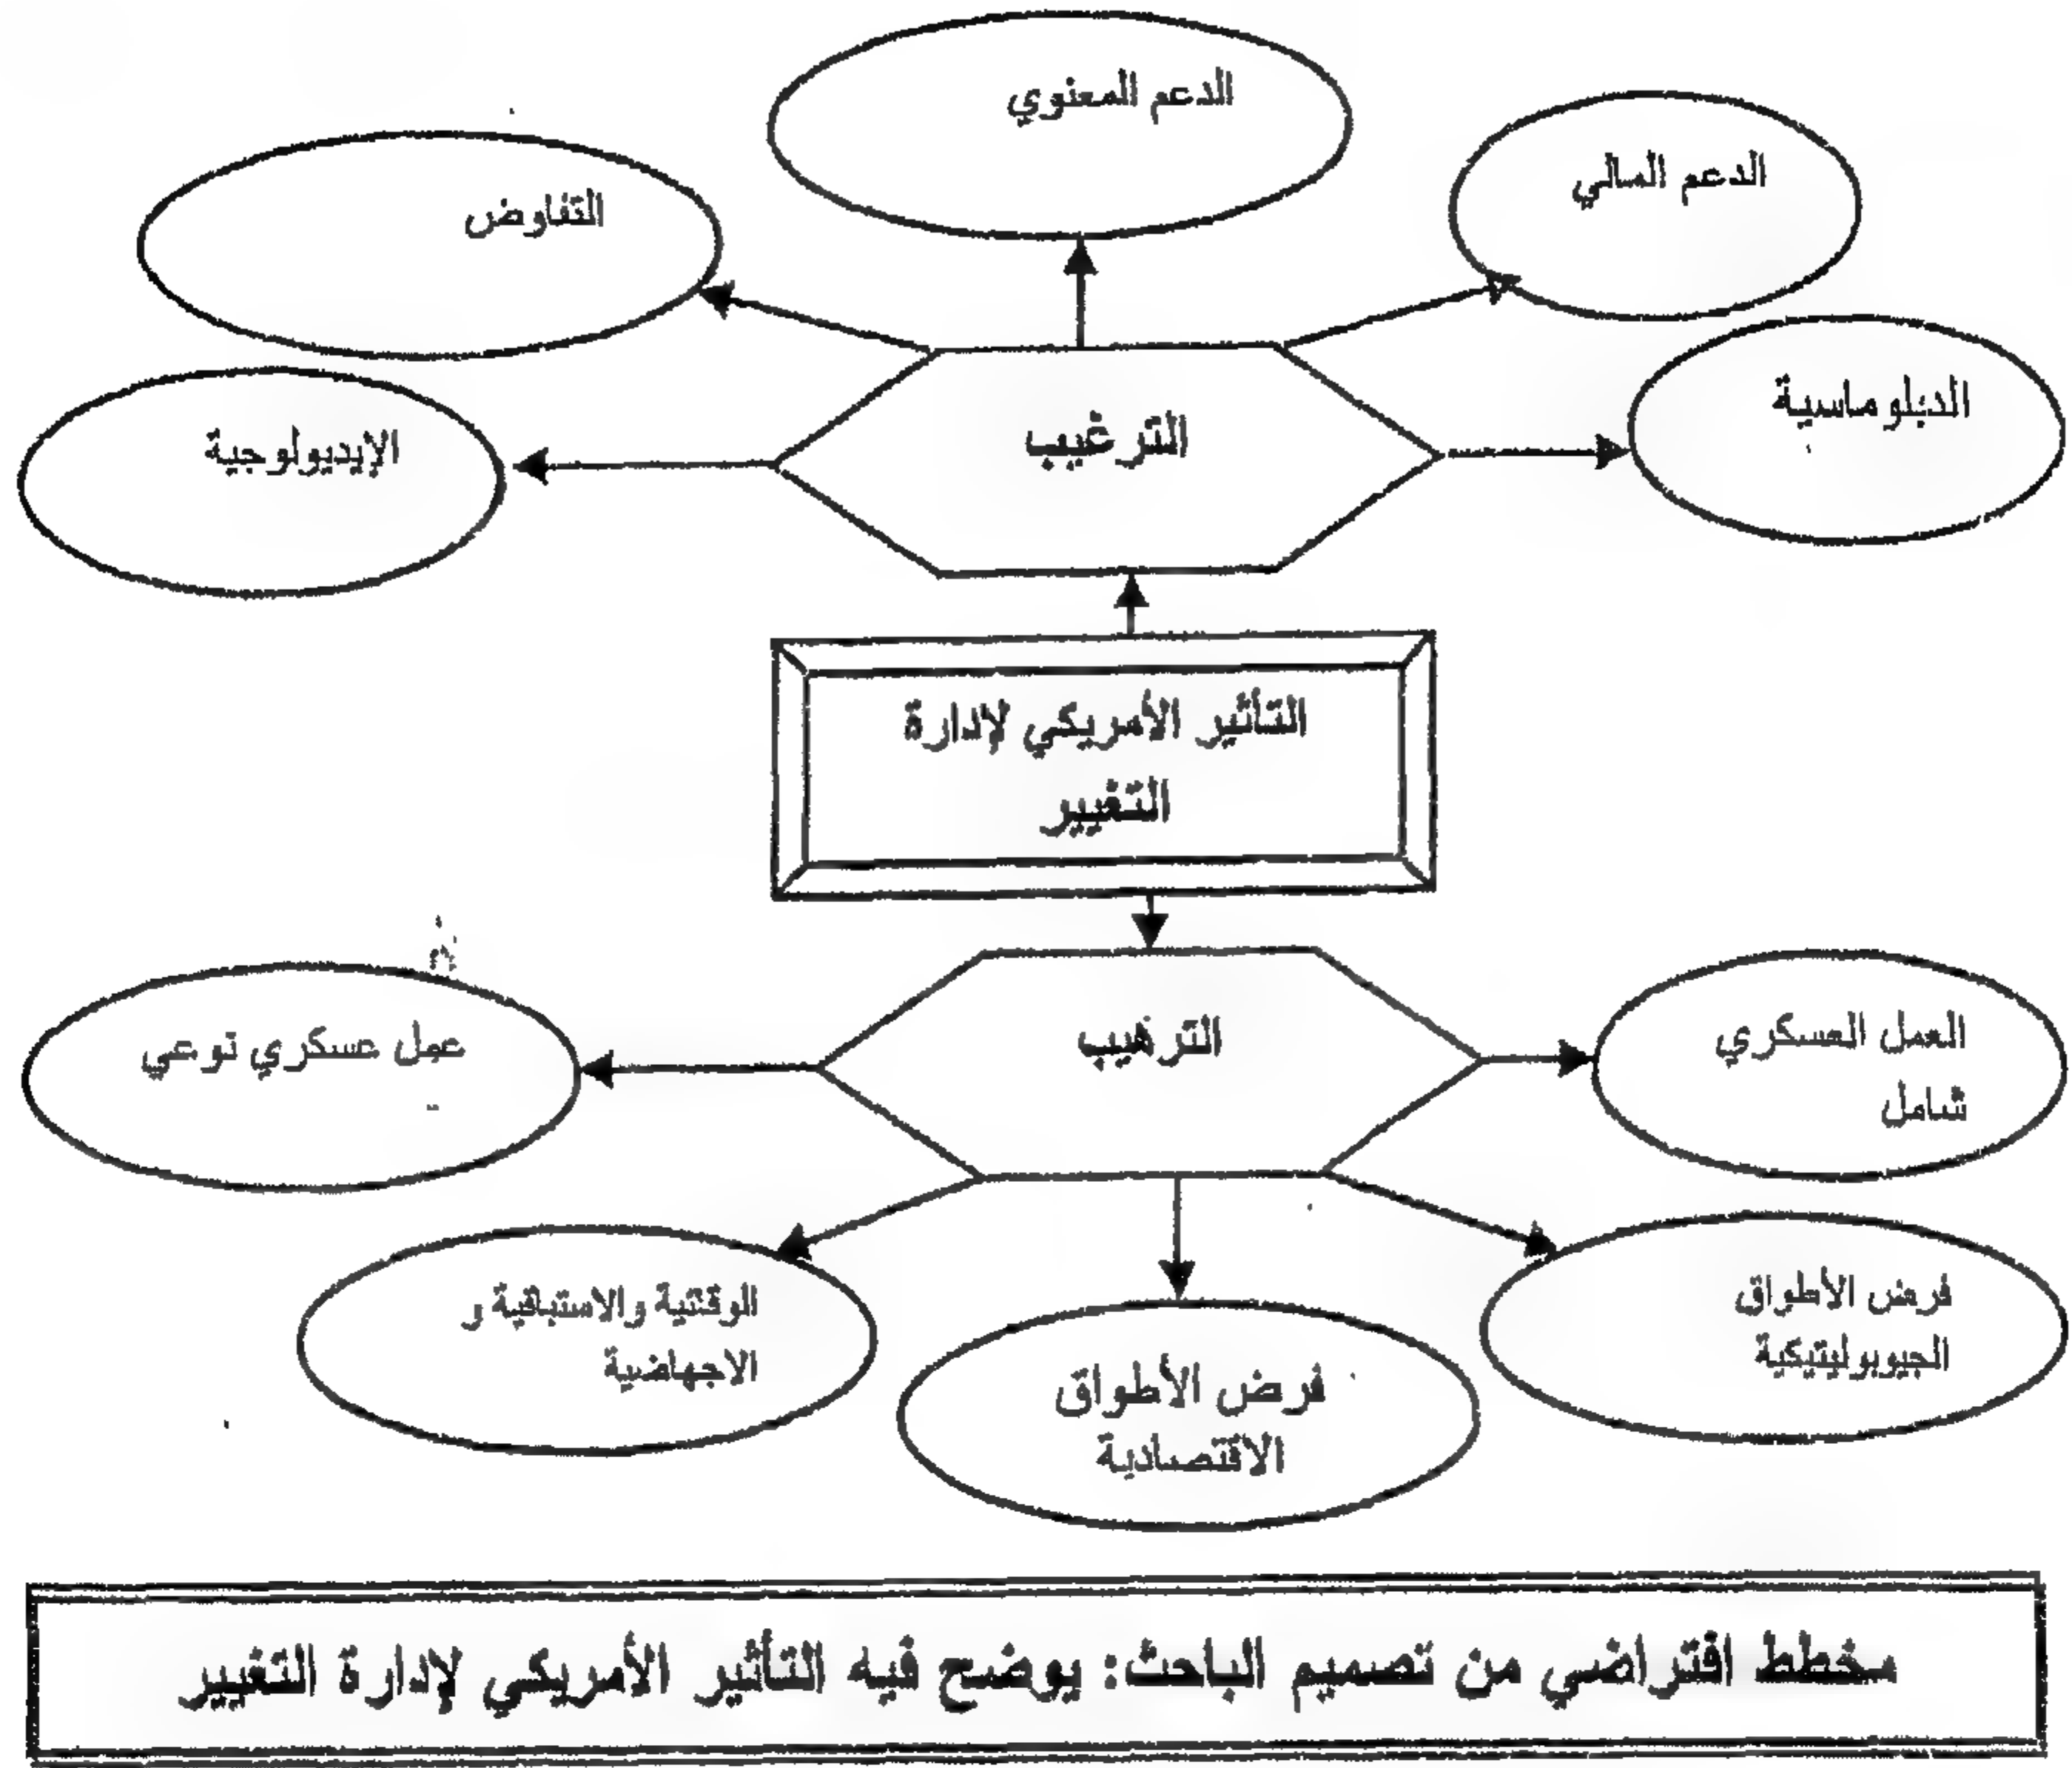 الدعم المعنوي
الدعم المالي
التفاوض
الدبلوماسية
الإيديولوجية
الترغيب
التأثير الأمريكي لإدارة
التغيير
الترهيب
العمل العسكري
شامل
عمل عسكري نوعي
فرض الأطواق
الجيوبوليتيكية
الوقتية والاستباقية و
الاجهاضية
فرض الأطواق
الاقتصادية
مخطط افتراضي من تصميم الباحث: يوضح فيه التأثير الأمريكي لإدارة التغيير